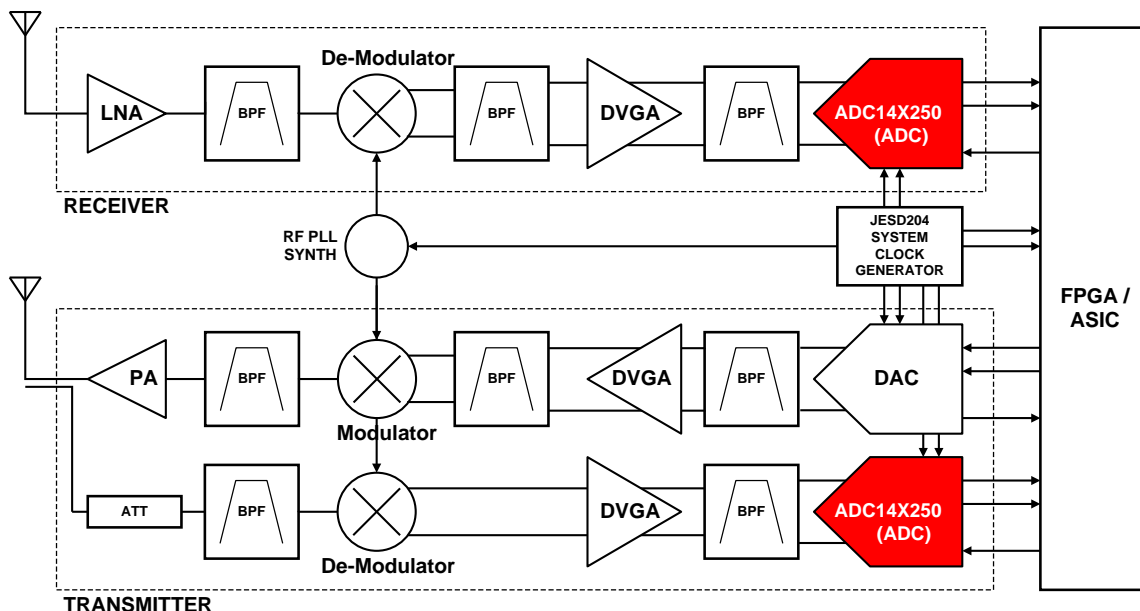 De-Modulator
LNA
BPF
BPF
DVGA
BPF
ADC14X250
(ADC)
RECEIVER
RF PLL
SYNTH
JESD204
SYSTEM
CLOCK
GENERATOR
FPGA /
ASIC
PA
BPF
Modulator
BPF
DVGA
BPF
DAC
ATT
BPF
De-Modulator
DVGA
BPF
ADC14X250
(ADC)
TRANSMITTER